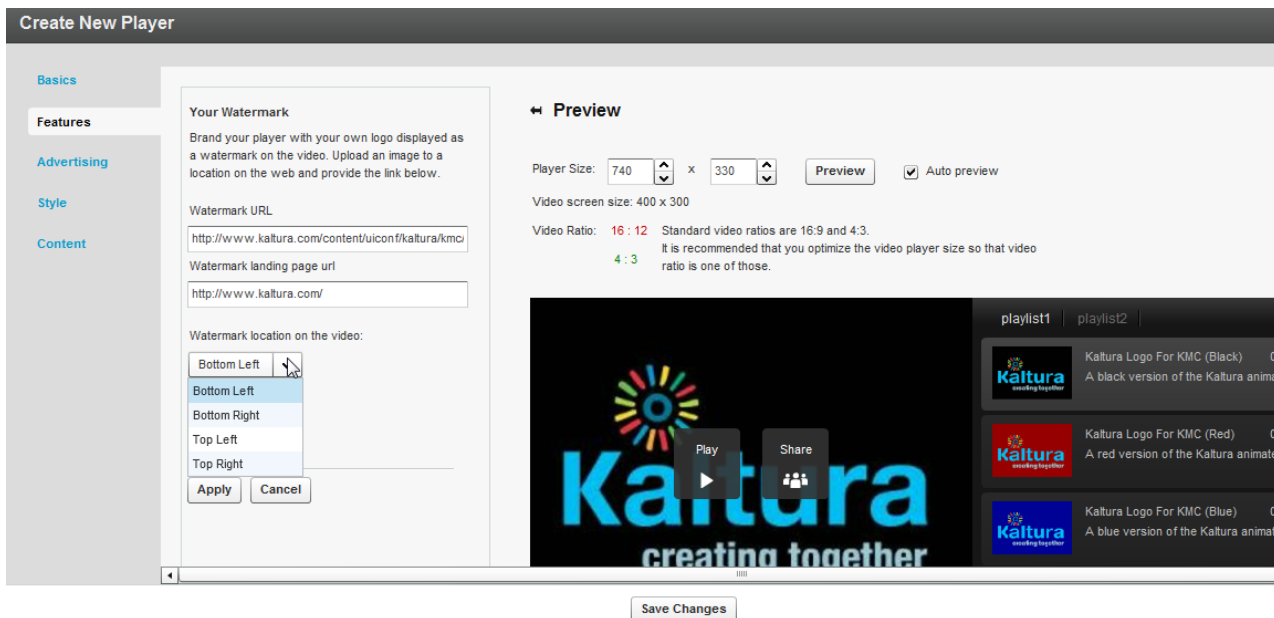 Create New Player
Basics
Features
Advertising
Style
Content
Your Watermark
Brand your player with your own logo displayed as
a watermark on the video. Upload an image to a
location on the web and provide the link below.
Watermark URL
http://www.kaltura.com/content/uiconf/kaltura/kmc/
Watermark landing page url
http://www.kaltura.com/
Watermark location on the video:
Bottom Left
Bottom Left
Bottom Right
Top Left
Top Right
Apply Cancel
Preview
Player Size: 740 x 330 Preview Auto preview
Video screen size: 400 x 300
Video Ratio: 16 : 12 Standard video ratios are 16:9 and 4:3.
It is recommended that you optimize the video player size so that video
4 : 3 ratio is one of those.
Play Share
Kaltura
creating together
playlist1 playlist2
Kaltura
creating together
Kaltura Logo For KMC (Black) 0
A black version of the Kaltura anima
Kaltura
creating together
Kaltura Logo For KMC (Red) 0
A red version of the Kaltura animate
Kaltura
creating together
Kaltura Logo For KMC (Blue) 0
A blue version of the Kaltura animat
Save Changes